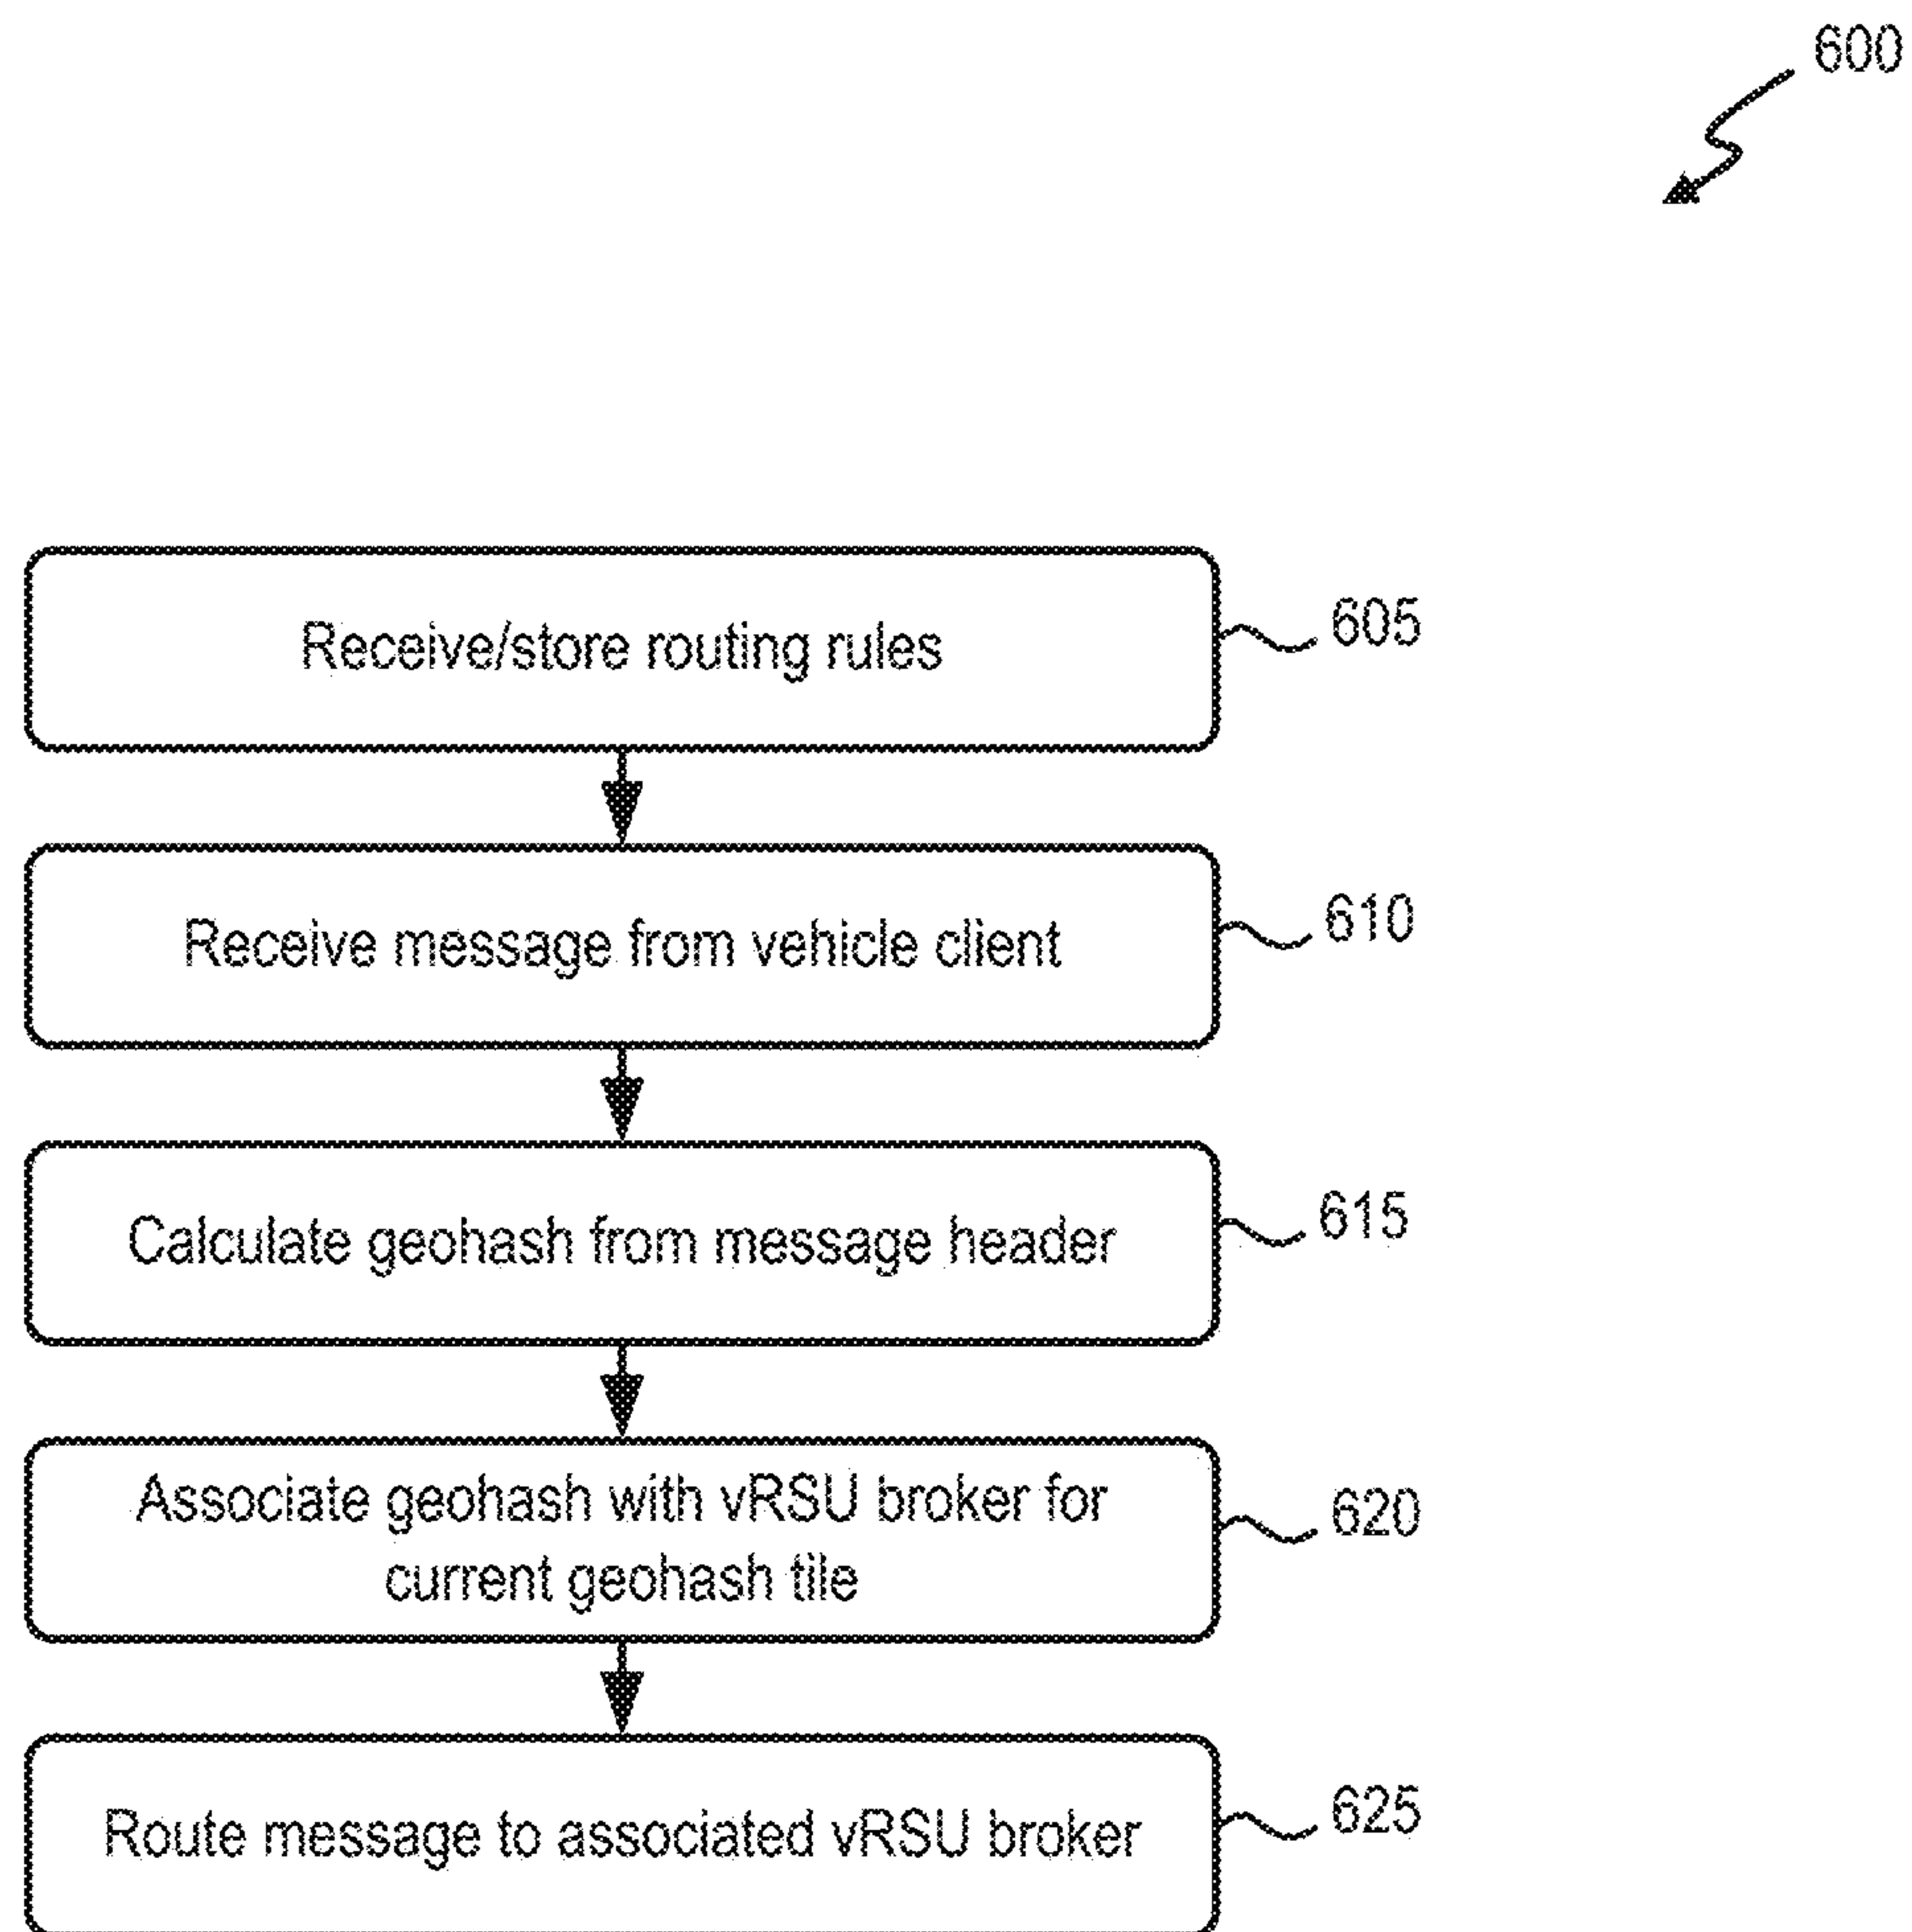 600
Receive/store routing rules
605
Receive message from vehicle client
610
Calculate geohash from message header
615
Associate geohash with vRSU broker for
current geohash tile
620
Route message to associated vRSU broker
625